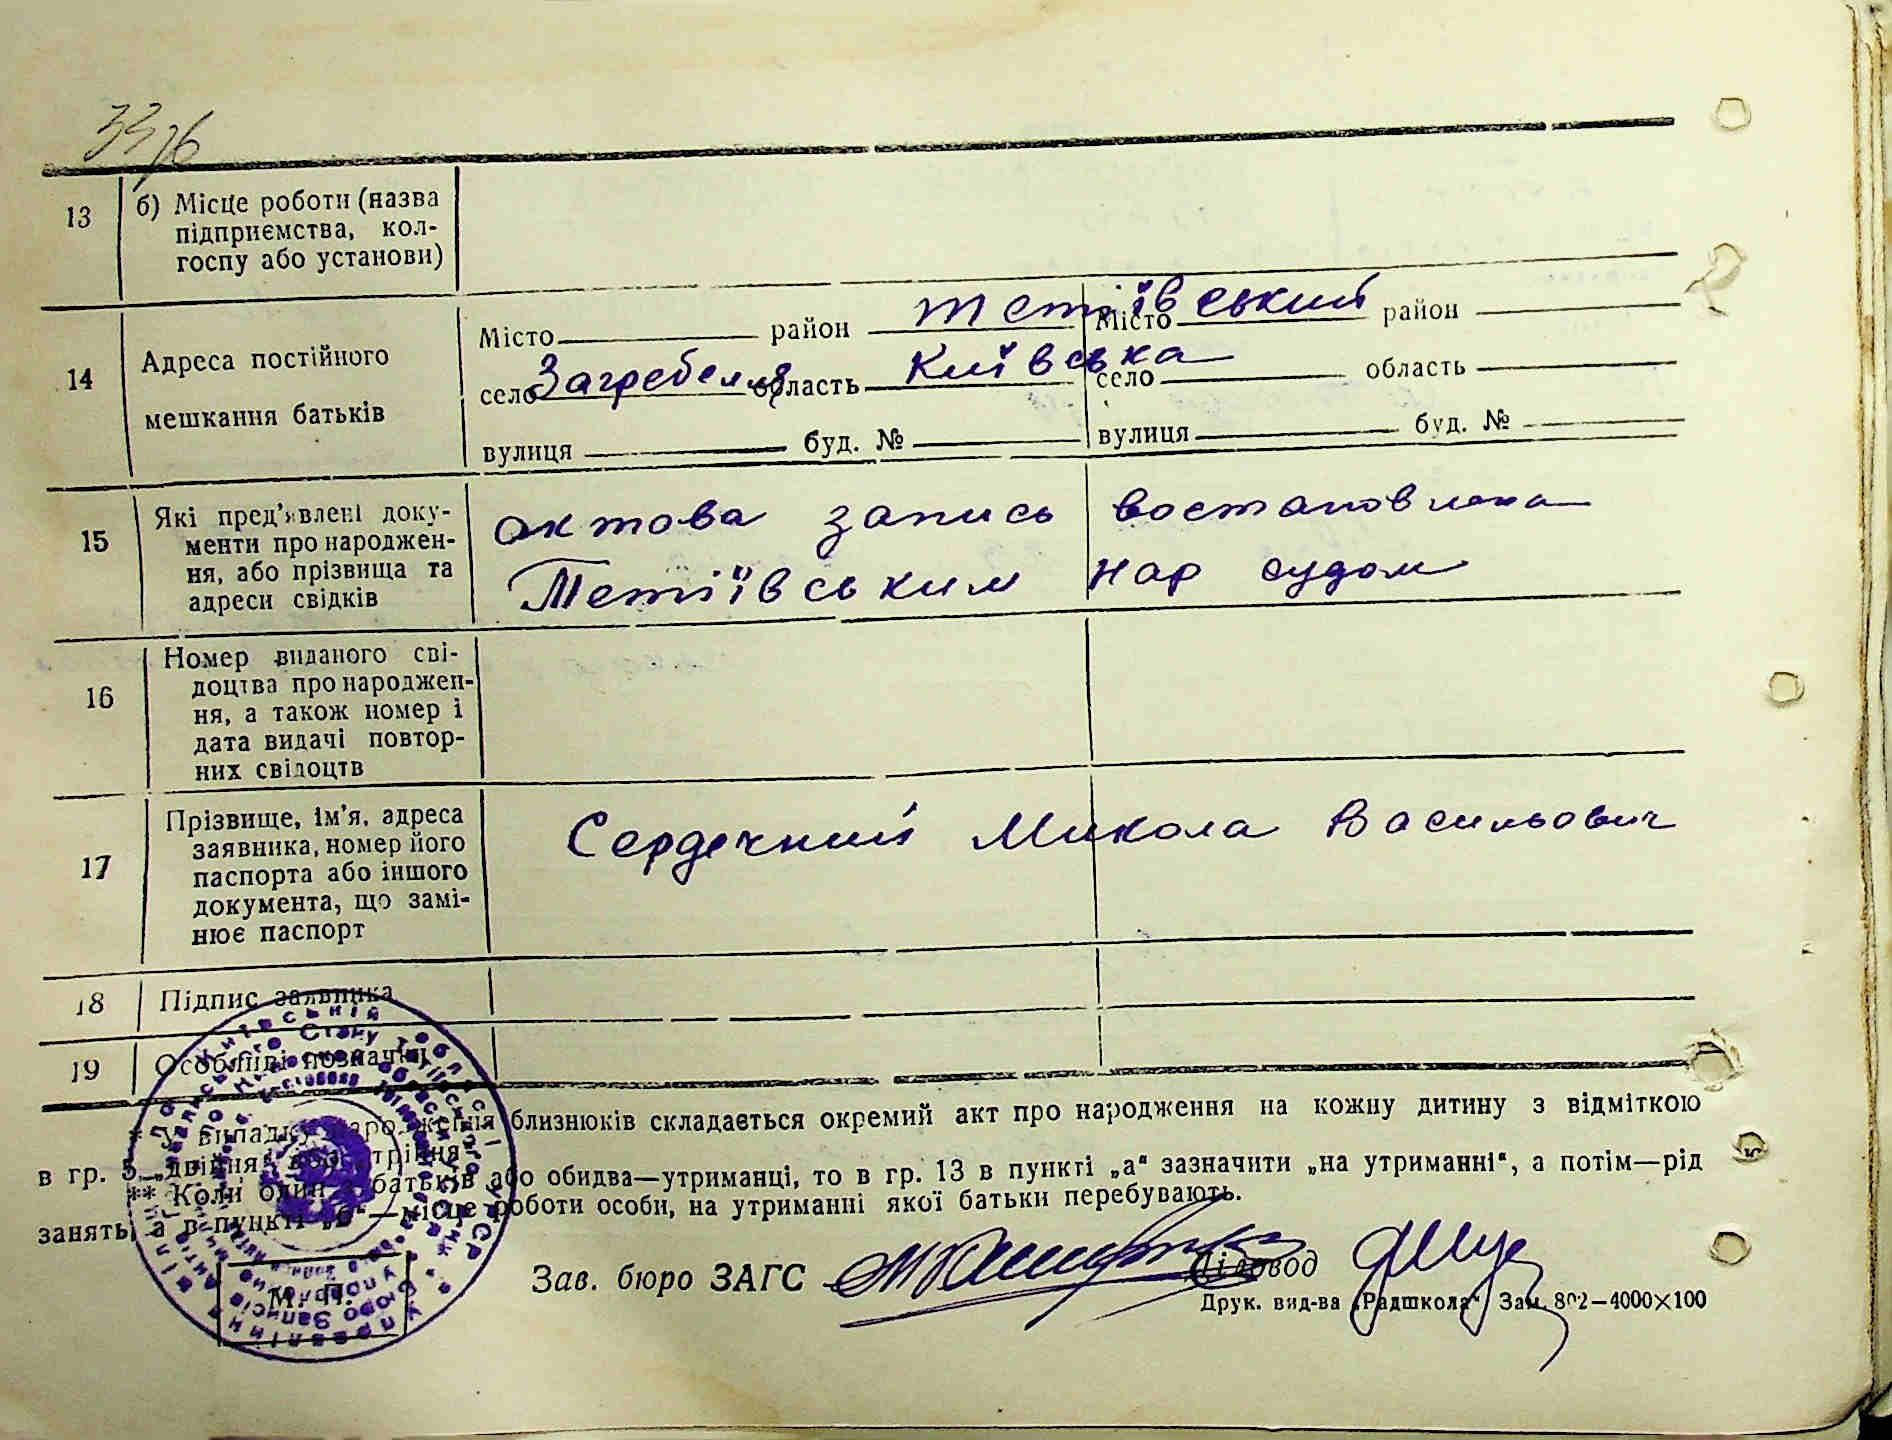 13 б) Місце роботи (назва
підприємства, кол-
госпу або установи)
14 Адреса постійного
мешкання батьків
Місто район Тетіївський Місто район
село Загребелля область Київська село область
вулиця буд. № вулиця буд. №
15 Які пред'явлені доку-
менти про народжен-
ня, або прізвища та
адреси свідків
актова запись востановлена
Тетіївським нар судом
16 Номер виданого сві-
доцтва про народжен-
ня, а також номер і
дата видачі повтор-
них свідоцтв
17 Прізвище, ім'я, адреса
заявника, номер його
паспорта або іншого
документа, що замі-
нює паспорт
Сердечний Микола Васильович
18 Підпис заявника
19 Особливі позначки
* У випадку народження близнюків складається окремий акт про народження на кожну дитину з відміткою
в гр. 5 „двійня" або „трійня".
** Коли один з батьків або обидва—утриманці, то в гр. 13 в пункті „а" зазначити „на утриманні", а потім—рід
занять, а в пункті „б"—місце роботи особи, на утриманні якої батьки перебувають.
Зав. бюро ЗАГС Діловод
М. П.
Друк. вид-ва „Радшкола" Зам. 802—4000×100